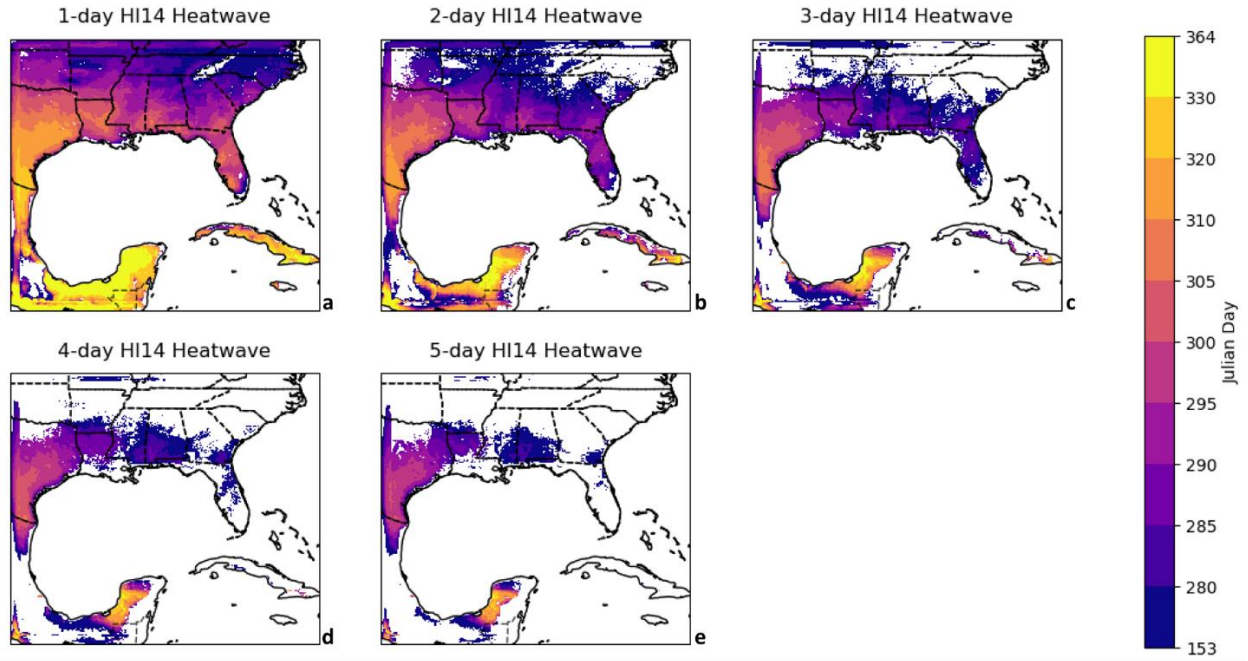 1-day HI14 Heatwave
2-day HI14 Heatwave
3-day HI14 Heatwave
a
b
c
4-day HI14 Heatwave
5-day HI14 Heatwave
d
e
364
330
320
310
305
300
295
290
285
280
153
Julian Day